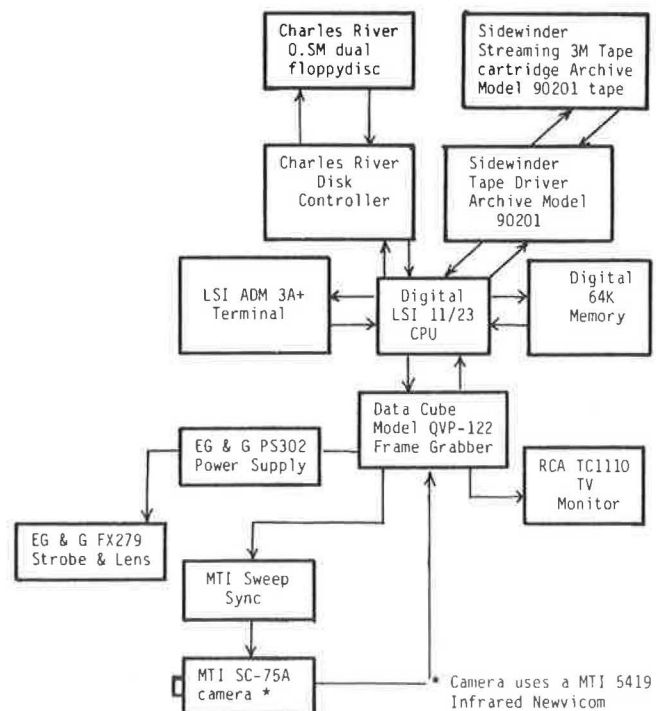 Charles River
0.SM dual
floppydisc
Sidewinder
Streaming 3M Tape
cartridge Archive
Model 90201 tape
Charles River
Disk
Controller
Sidewinder
Tape Driver
Archive Model
90201
LSI ADM 3A+
Terminal
Digital
LSI 11/23
CPU
Digital
64K
Memory
Data Cube
Model QVP-122
Frame Grabber
EG & G PS302
Power Supply
RCA TC1110
TV
Monitor
EG & G FX279
Strobe & Lens
MTI Sweep
Sync
MTI SC-75A
camera *
* Camera uses a MTI 5419
Infrared Newvicom